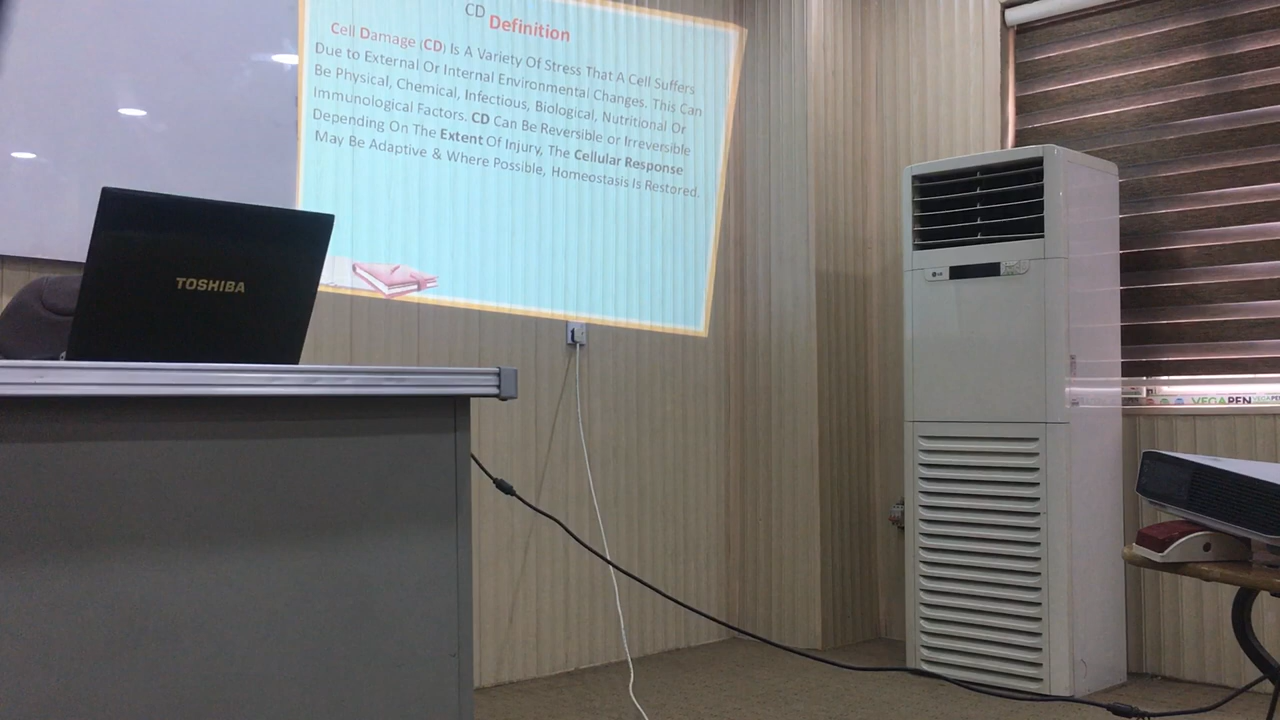 CD Definition
Cell Damage (CD) Is A Variety Of Stress That A Cell Suffers
Due to External Or Internal Environmental Changes. This Can
Be Physical, Chemical, Infectious, Biological, Nutritional Or
Immunological Factors. CD Can Be Reversible or Irreversible
Depending On The Extent Of Injury, The Cellular Response
May Be Adaptive & Where Possible, Homeostasis Is Restored.
TOSHIBA
LG
VEGAPEN VEGAPEN